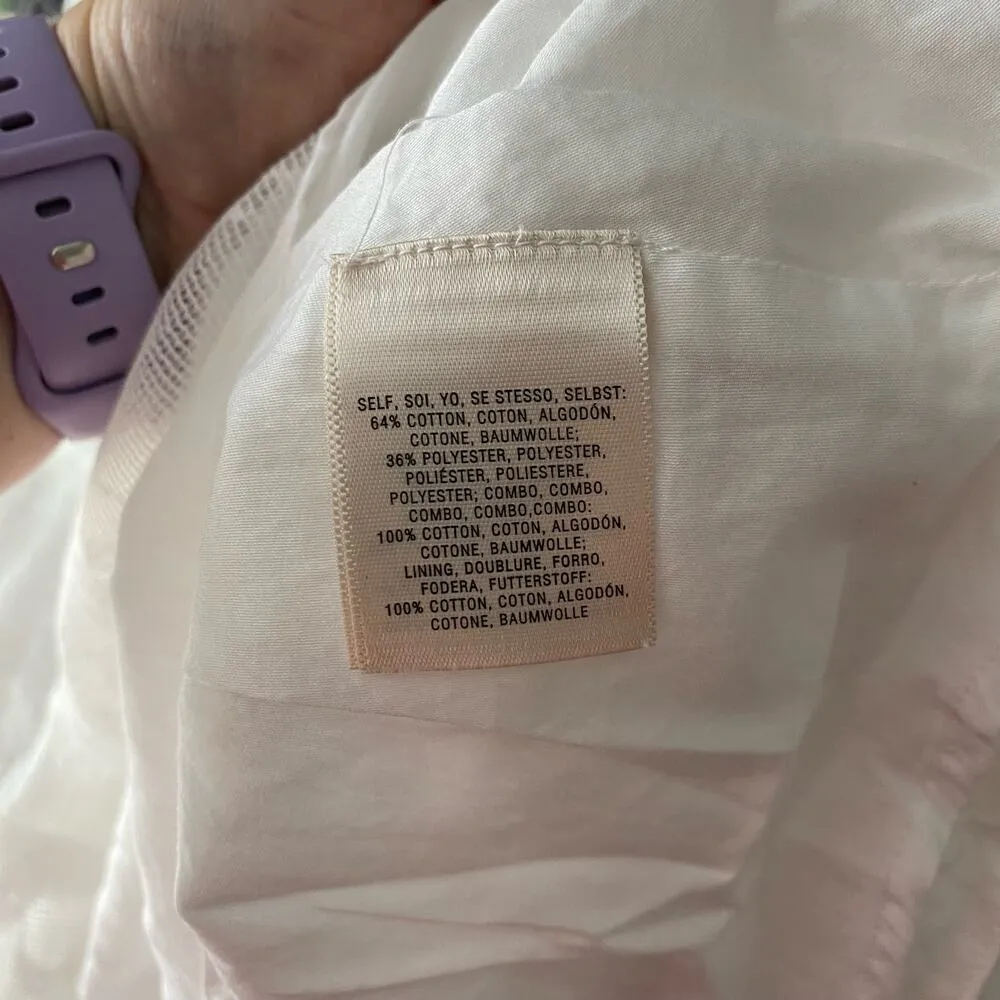 SELF, SOI, YO, SE STESSO, SELBST:
64% COTTON, COTON, ALGODÓN,
COTONE, BAUMWOLLE;
36% POLYESTER, POLYESTER,
POLIÉSTER, POLIESTERE,
POLYESTER; COMBO, COMBO,
COMBO, COMBO,COMBO:
100% COTTON, COTON, ALGODÓN,
COTONE, BAUMWOLLE;
LINING, DOUBLURE, FORRO,
FODERA, FUTTERSTOFF:
100% COTTON, COTON, ALGODÓN,
COTONE, BAUMWOLLE